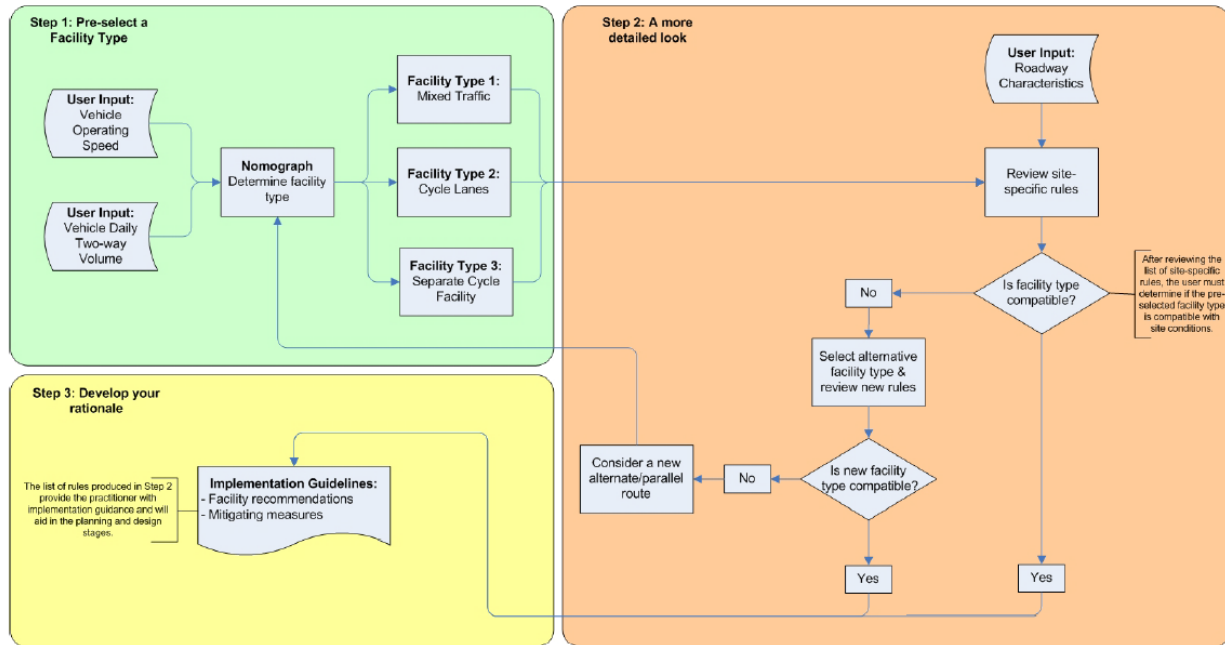 Step 1: Pre-select a
Facility Type
User Input:
Vehicle
Operating
Speed
User Input:
Vehicle Daily
Two-way
Volume
Nomograph
Determine facility
type
Facility Type 1:
Mixed Traffic
Facility Type 2:
Cycle Lanes
Facility Type 3:
Separate Cycle
Facility
Step 2: A more
detailed look
User Input:
Roadway
Characteristics
Review site-
specific rules
Is facility type
compatible?
After reviewing the
list of site-specific
rules, the user must
determine if the pre-
selected facility type
is compatible with
site conditions.
No
Select alternative
facility type &
review new rules
Is new facility
type compatible?
No
Consider a new
alternate/parallel
route
Yes
Yes
Step 3: Develop your
rationale
The list of rules produced in Step 2
provide the practitioner with
implementation guidance and will
aid in the planning and design
stages.
Implementation Guidelines:
- Facility recommendations
- Mitigating measures